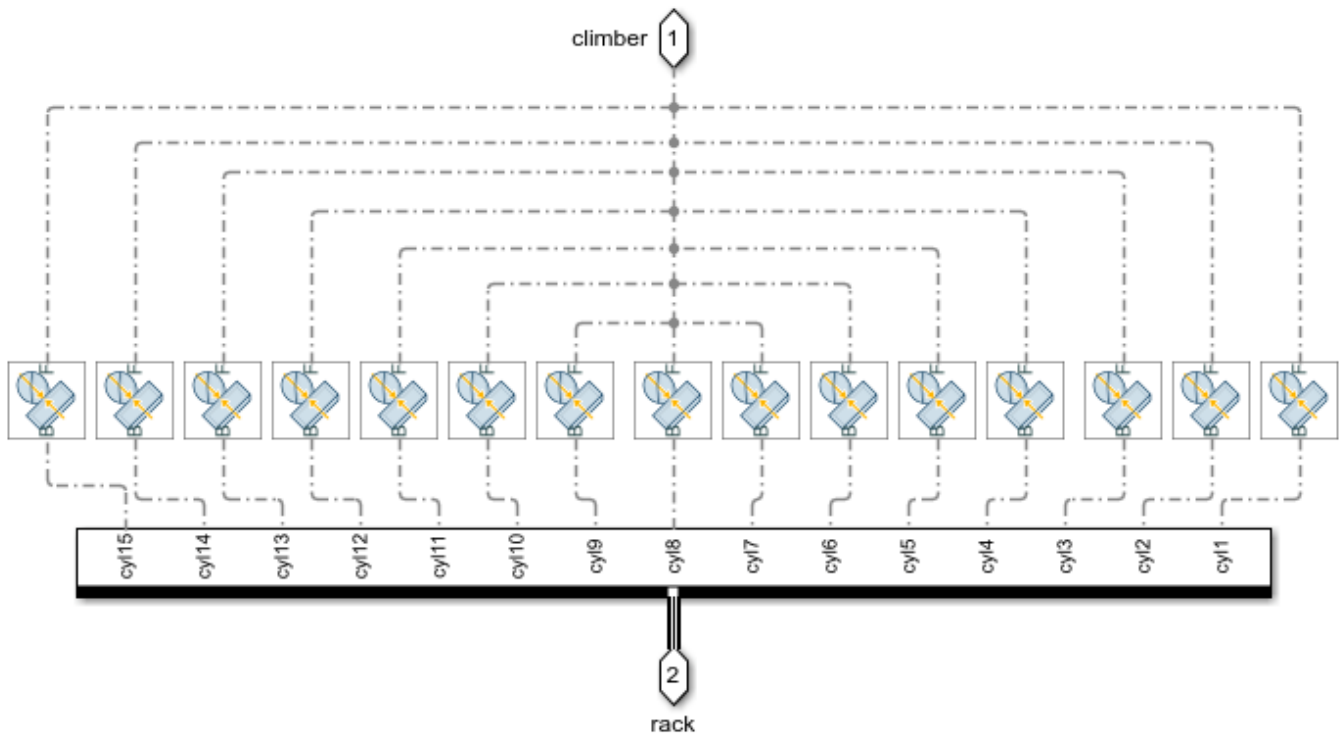 climber 1
F F F F F F F F F F F F F F F
B B B B B B B B B B B B B B B
cyl15 cyl14 cyl13 cyl12 cyl11 cyl10 cyl9 cyl8 cyl7 cyl6 cyl5 cyl4 cyl3 cyl2 cyl1
2
rack